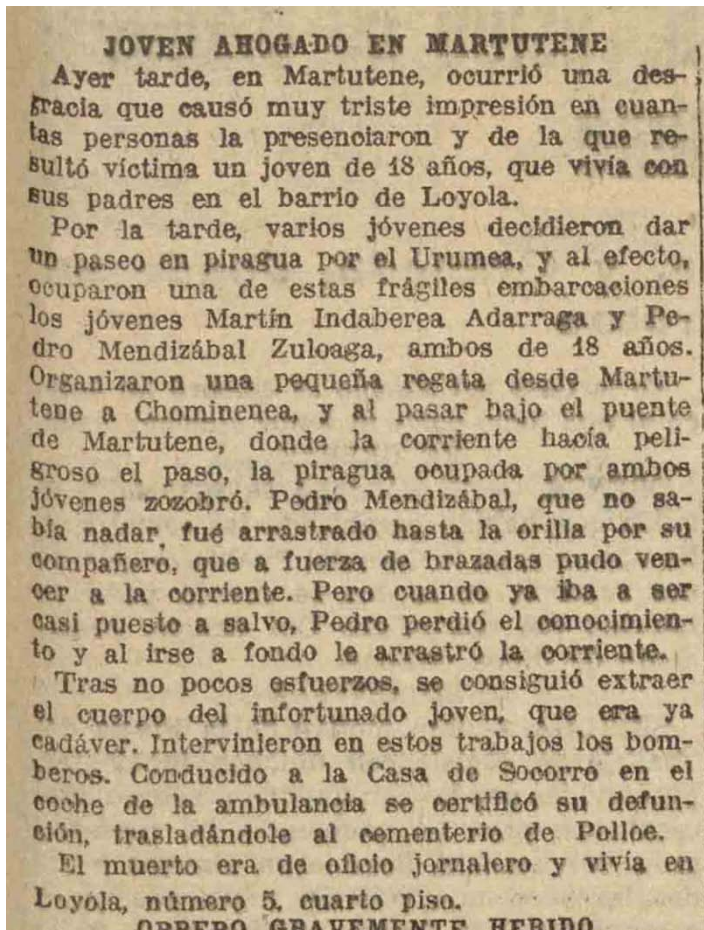 JOVEN AHOGADO EN MARTUTENE
Ayer tarde, en Martutene, ocurrió una des-
gracia que causó muy triste impresión en cuan-
tas personas la presenciaron y de la que re-
sultó víctima un joven de 18 años, que vivía con
sus padres en el barrio de Loyola.
Por la tarde, varios jóvenes decidieron dar
un paseo en piragua por el Urumea, y al efecto,
ocuparon una de estas frágiles embarcaciones
los jóvenes Martín Indaberea Adarraga y Pe-
dro Mendizábal Zuloaga, ambos de 18 años.
Organizaron una pequeña regata desde Martu-
tene a Chominenea, y al pasar bajo el puente
de Martutene, donde la corriente hacía peli-
groso el paso, la piragua ocupada por ambos
jóvenes zozobró. Pedro Mendizábal, que no sa-
bía nadar, fué arrastrado hasta la orilla por su
compañero, que a fuerza de brazadas pudo ven-
cer a la corriente. Pero cuando ya iba a ser
casi puesto a salvo, Pedro perdió el conocimien-
to y al irse a fondo le arrastró la corriente.
Tras no pocos esfuerzos, se consiguió extraer
el cuerpo del infortunado joven, que era ya
cadáver. Intervinieron en estos trabajos los bom-
beros. Conducido a la Casa de Socorro en el
coche de la ambulancia se certificó su defun-
ción, trasladándole al cementerio de Polloe.
El muerto era de oficio jornalero y vivía en
Loyola, número 5, cuarto piso.
OBRERO GRAVEMENTE HERIDO